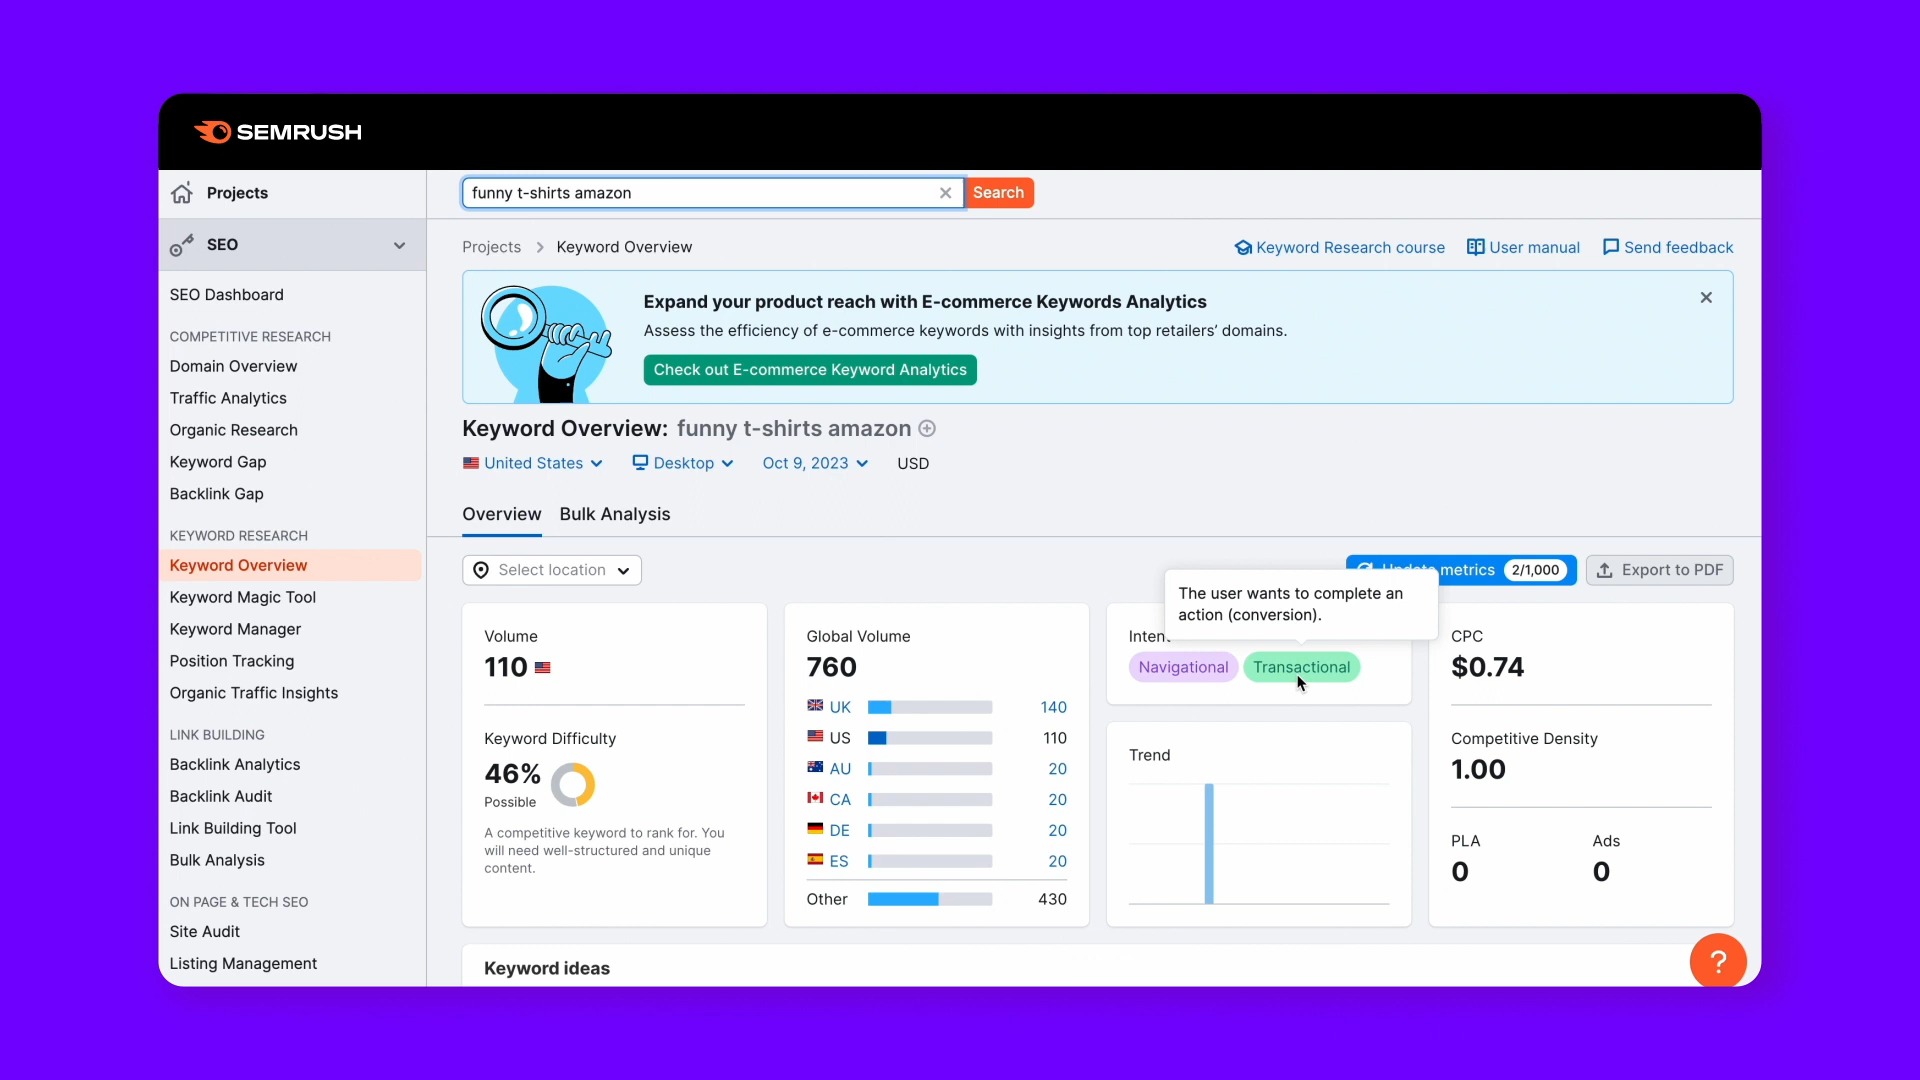 SEMRUSH
Projects
funny t-shirts amazon
Search
SEO
Projects > Keyword Overview
Keyword Research course
User manual
Send feedback
SEO Dashboard
COMPETITIVE RESEARCH
Domain Overview
Traffic Analytics
Organic Research
Keyword Gap
Backlink Gap
KEYWORD RESEARCH
Keyword Overview
Keyword Magic Tool
Keyword Manager
Position Tracking
Organic Traffic Insights
LINK BUILDING
Backlink Analytics
Backlink Audit
Link Building Tool
Bulk Analysis
ON PAGE & TECH SEO
Site Audit
Listing Management
Expand your product reach with E-commerce Keywords Analytics
Assess the efficiency of e-commerce keywords with insights from top retailers’ domains.
Check out E-commerce Keyword Analytics
Keyword Overview: funny t-shirts amazon
United States
Desktop
Oct 9, 2023
USD
Overview
Bulk Analysis
Select location
metrics 2/1,000
Export to PDF
The user wants to complete an
action (conversion).
Volume
110
Keyword Difficulty
46%
Possible
A competitive keyword to rank for. You
will need well-structured and unique
content.
Global Volume
760
UK 140
US 110
AU 20
CA 20
DE 20
ES 20
Other 430
Intent
Navigational
Transactional
Trend
CPC
$0.74
Competitive Density
1.00
PLA
0
Ads
0
Keyword ideas
?